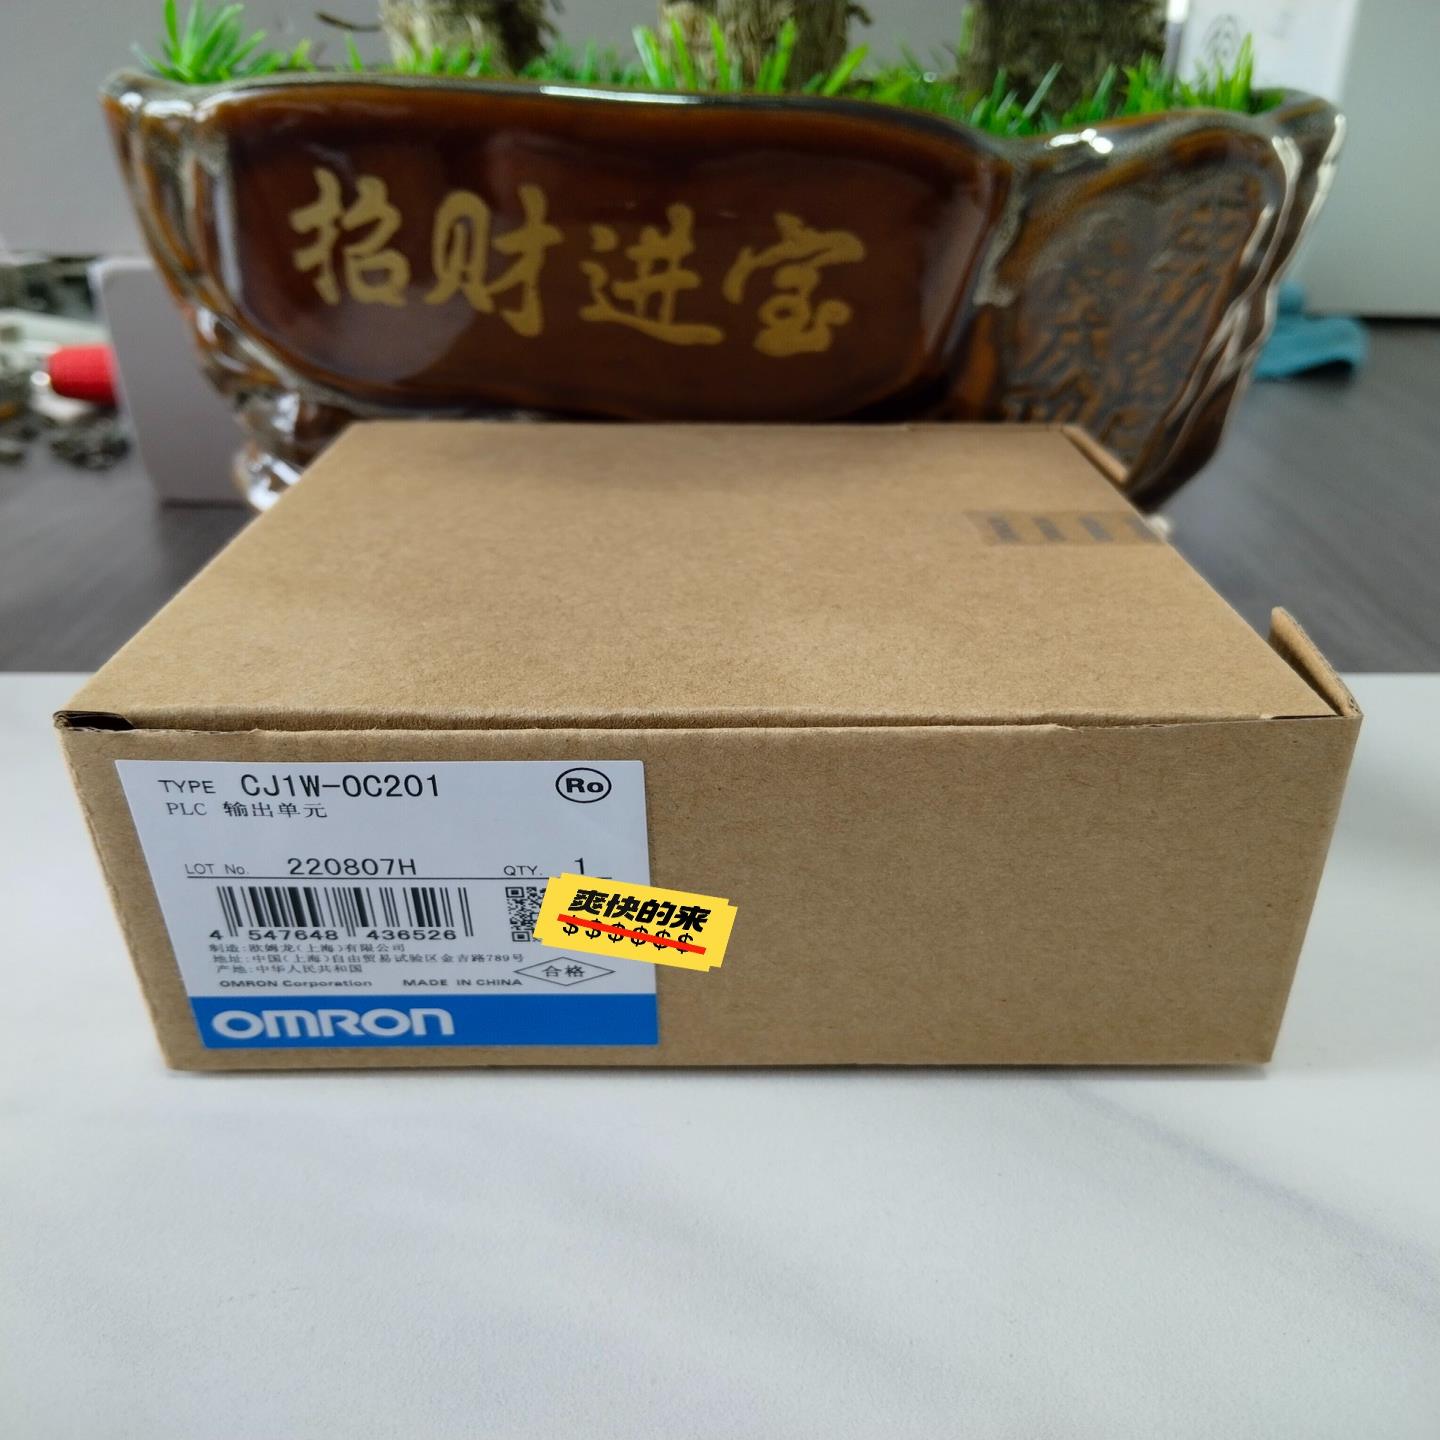 招财进宝
TYPE CJ1W-OC201
Ro
PLC 输出单元
LOT No. 220807H QTY. 1
4 547648 436526
爽快的来
$$$$$$
制造:欧姆龙(上海)有限公司
地址:中国(上海)自由贸易试验区金吉路789号
产地:中华人民共和国
合格
OMRON Corporation MADE IN CHINA
OMRON